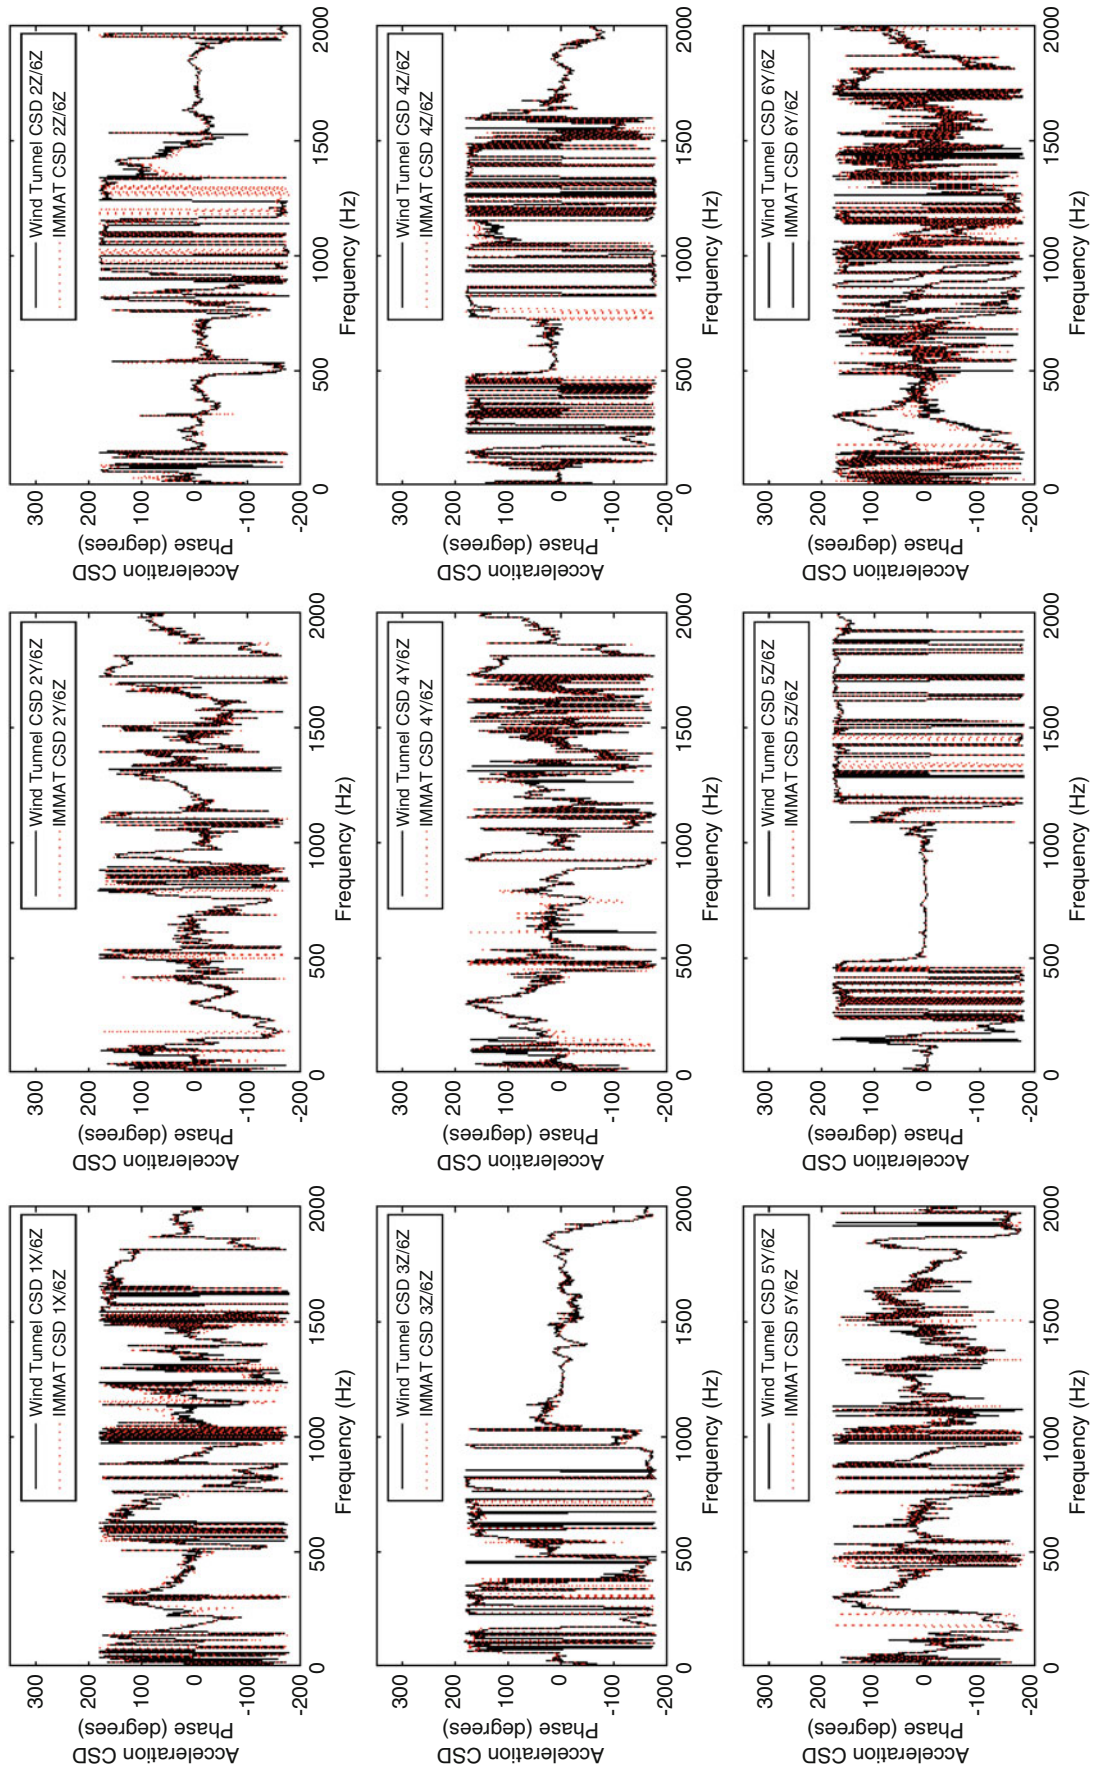 Acceleration CSD
Phase (degrees)
300
200
100
0
-100
-200
Wind Tunnel CSD 1X/6Z
IMMAT CSD 1X/6Z
0 500 1000 1500 2000
Frequency (Hz)
Acceleration CSD
Phase (degrees)
300
200
100
0
-100
-200
Wind Tunnel CSD 2Y/6Z
IMMAT CSD 2Y/6Z
0 500 1000 1500 2000
Frequency (Hz)
Acceleration CSD
Phase (degrees)
300
200
100
0
-100
-200
Wind Tunnel CSD 2Z/6Z
IMMAT CSD 2Z/6Z
0 500 1000 1500 2000
Frequency (Hz)
Acceleration CSD
Phase (degrees)
300
200
100
0
-100
-200
Wind Tunnel CSD 3Z/6Z
IMMAT CSD 3Z/6Z
0 500 1000 1500 2000
Frequency (Hz)
Acceleration CSD
Phase (degrees)
300
200
100
0
-100
-200
Wind Tunnel CSD 4Y/6Z
IMMAT CSD 4Y/6Z
0 500 1000 1500 2000
Frequency (Hz)
Acceleration CSD
Phase (degrees)
300
200
100
0
-100
-200
Wind Tunnel CSD 4Z/6Z
IMMAT CSD 4Z/6Z
0 500 1000 1500 2000
Frequency (Hz)
Acceleration CSD
Phase (degrees)
300
200
100
0
-100
-200
Wind Tunnel CSD 5Y/6Z
IMMAT CSD 5Y/6Z
0 500 1000 1500 2000
Frequency (Hz)
Acceleration CSD
Phase (degrees)
300
200
100
0
-100
-200
Wind Tunnel CSD 5Z/6Z
IMMAT CSD 5Z/6Z
0 500 1000 1500 2000
Frequency (Hz)
Acceleration CSD
Phase (degrees)
300
200
100
0
-100
-200
Wind Tunnel CSD 6Y/6Z
IMMAT CSD 6Y/6Z
0 500 1000 1500 2000
Frequency (Hz)